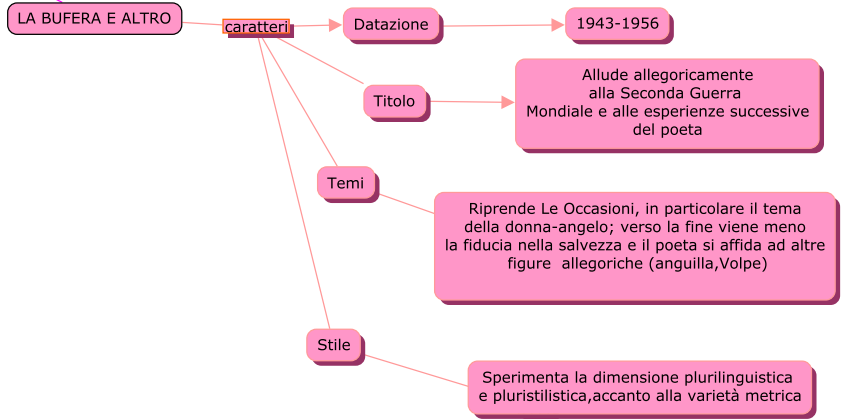 LA BUFERA E ALTRO
caratteri
Datazione
1943-1956
Titolo
Allude allegoricamente
alla Seconda Guerra
Mondiale e alle esperienze successive
del poeta
Temi
Riprende Le Occasioni, in particolare il tema
della donna-angelo; verso la fine viene meno
la fiducia nella salvezza e il poeta si affida ad altre
figure  allegoriche (anguilla,Volpe)
Stile
Sperimenta la dimensione plurilinguistica
e pluristilistica,accanto alla varietà metrica